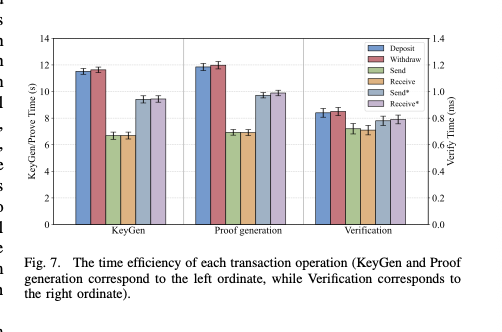 14
12
10
8
6
4
2
0
KeyGen/Prove Time (s)
1.4
1.2
1.0
0.8
0.6
0.4
0.2
0.0
Verify Time (ms)
Deposit
Withdraw
Send
Receive
Send*
Receive*
KeyGen
Proof generation
Verification
Fig. 7. The time efficiency of each transaction operation (KeyGen and Proof
generation correspond to the left ordinate, while Verification corresponds to
the right ordinate).